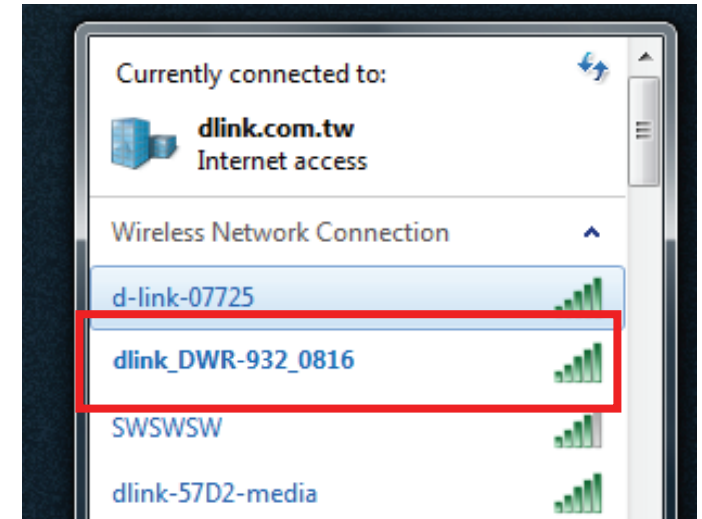 Currently connected to:
dlink.com.tw
Internet access
Wireless Network Connection
d-link-07725
dlink_DWR-932_0816
SWSWSW
dlink-57D2-media